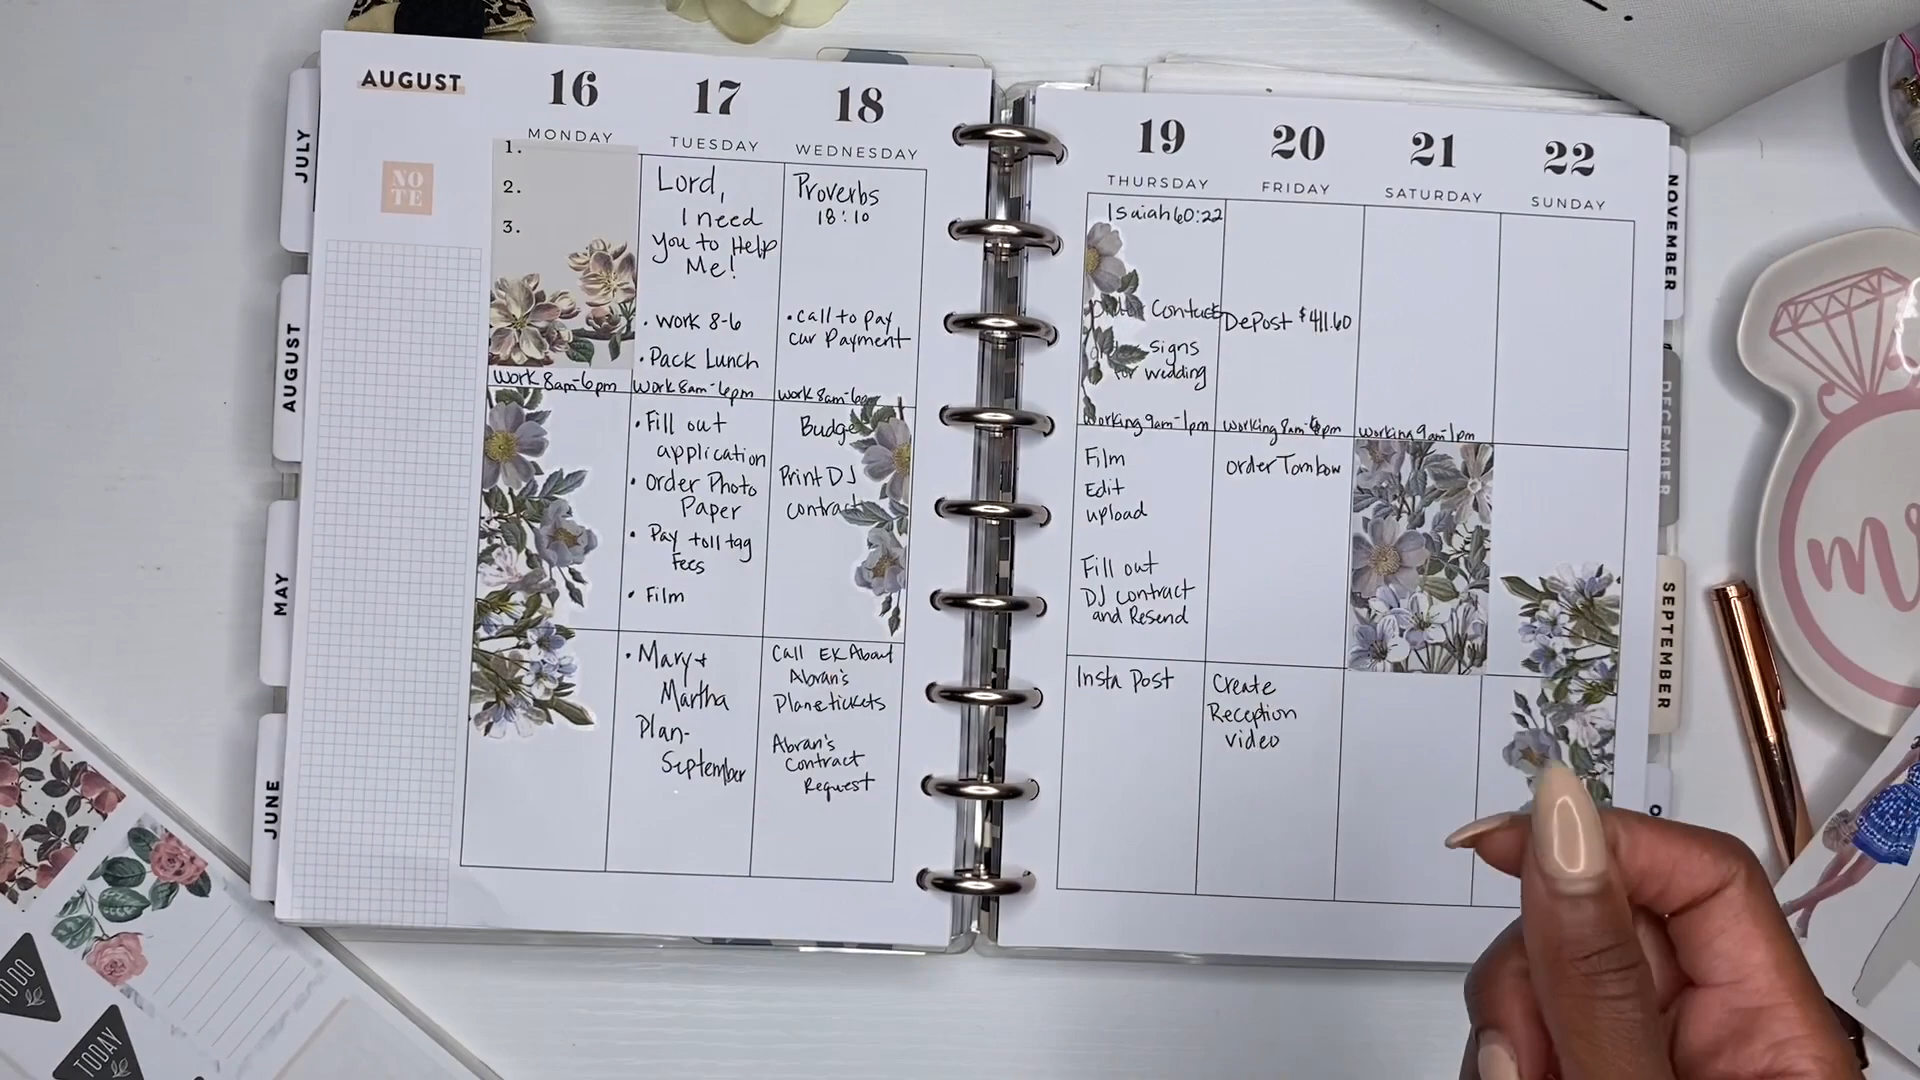 AUGUST
16
MONDAY
17
TUESDAY
18
WEDNESDAY
19
THURSDAY
20
FRIDAY
21
SATURDAY
22
SUNDAY
JULY
AUGUST
MAY
JUNE
NO
TE
1.
2.
3.
work 8am-6pm
Lord,
I need
you to Help
Me!
• work 8-6
• Pack Lunch
work 8am-6pm
• Fill out
application
• Order Photo
Paper
• Pay toll tag
Fees
• Film
• Mary +
Martha
Plan-
September
Proverbs
18:10
• call to pay
car Payment
work 8am-6pm
Budge
Print DJ
contract
Call EK About
Abran's
Plane tickets
Abran's
Contract
Request
Isaiah 60:22
Contacts
signs
for wedding
working 9am-1pm
Film
Edit
upload
Fill out
DJ contract
and Resend
Insta Post
DePost $411.60
working 8am-6pm
order Tombow
Create
Reception
video
working 9am-1pm
NOVEMBER
DECEMBER
SEPTEMBER
O
TO DO
TODAY